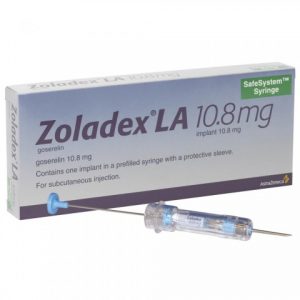 SafeSystem™
Syringe
Zoladex® LA 10.8mg
goserelin
implant 10.8 mg
goserelin 10.8 mg
Contains one implant in a prefilled syringe with a protective sleeve.
For subcutaneous injection.
AstraZeneca